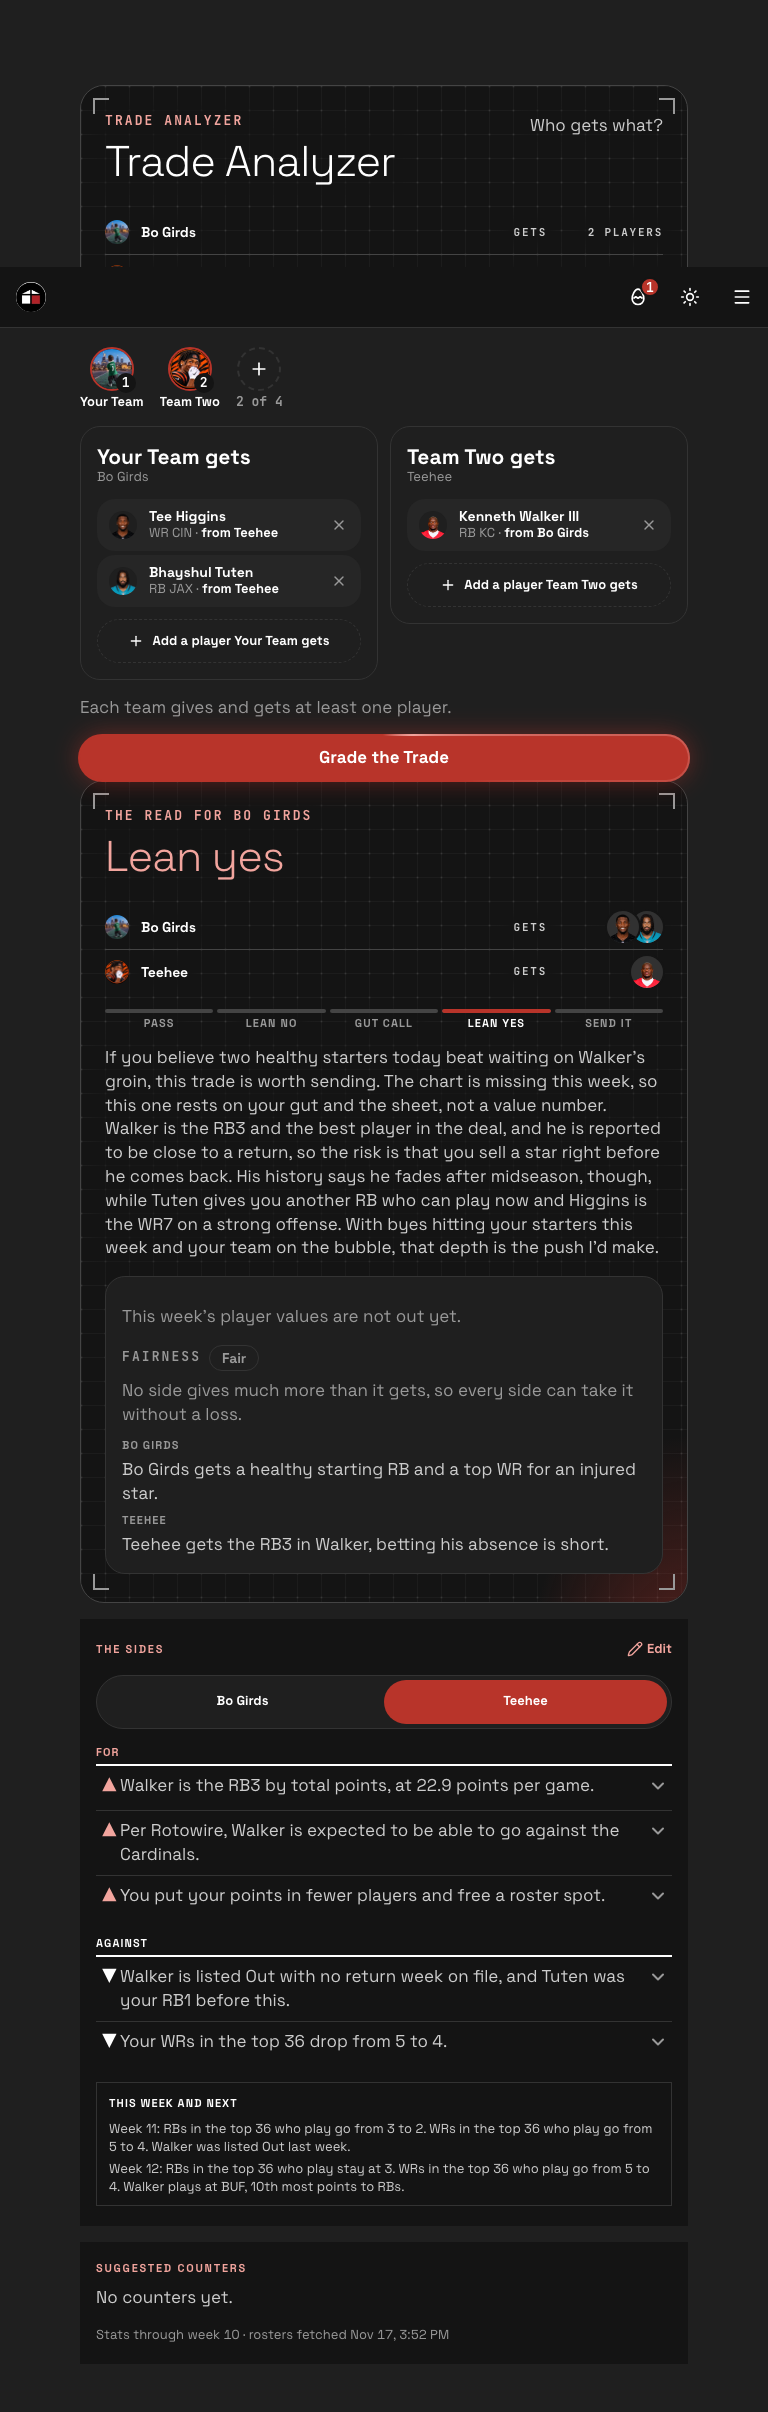 TRADE ANALYZER
Who gets what?
Trade Analyzer
Bo Girds GETS 2 PLAYERS
1
1 2
Your Team Team Two 2 of 4
Your Team gets
Bo Girds
Tee Higgins
WR CIN · from Teehee
Bhayshul Tuten
RB JAX · from Teehee
Add a player Your Team gets
Team Two gets
Teehee
Kenneth Walker III
RB KC · from Bo Girds
Add a player Team Two gets
Each team gives and gets at least one player.
Grade the Trade
THE READ FOR BO GIRDS
Lean yes
Bo Girds GETS
Teehee GETS
PASS LEAN NO GUT CALL LEAN YES SEND IT
If you believe two healthy starters today beat waiting on Walker's
groin, this trade is worth sending. The chart is missing this week, so
this one rests on your gut and the sheet, not a value number.
Walker is the RB3 and the best player in the deal, and he is reported
to be close to a return, so the risk is that you sell a star right before
he comes back. His history says he fades after midseason, though,
while Tuten gives you another RB who can play now and Higgins is
the WR7 on a strong offense. With byes hitting your starters this
week and your team on the bubble, that depth is the push I'd make.
This week's player values are not out yet.
FAIRNESS Fair
No side gives much more than it gets, so every side can take it
without a loss.
BO GIRDS
Bo Girds gets a healthy starting RB and a top WR for an injured
star.
TEEHEE
Teehee gets the RB3 in Walker, betting his absence is short.
THE SIDES
Edit
Bo Girds Teehee
FOR
Walker is the RB3 by total points, at 22.9 points per game.
Per Rotowire, Walker is expected to be able to go against the
Cardinals.
You put your points in fewer players and free a roster spot.
AGAINST
Walker is listed Out with no return week on file, and Tuten was
your RB1 before this.
Your WRs in the top 36 drop from 5 to 4.
THIS WEEK AND NEXT
Week 11: RBs in the top 36 who play go from 3 to 2. WRs in the top 36 who play go from
5 to 4. Walker was listed Out last week.
Week 12: RBs in the top 36 who play stay at 3. WRs in the top 36 who play go from 5 to
4. Walker plays at BUF, 10th most points to RBs.
SUGGESTED COUNTERS
No counters yet.
Stats through week 10 · rosters fetched Nov 17, 3:52 PM